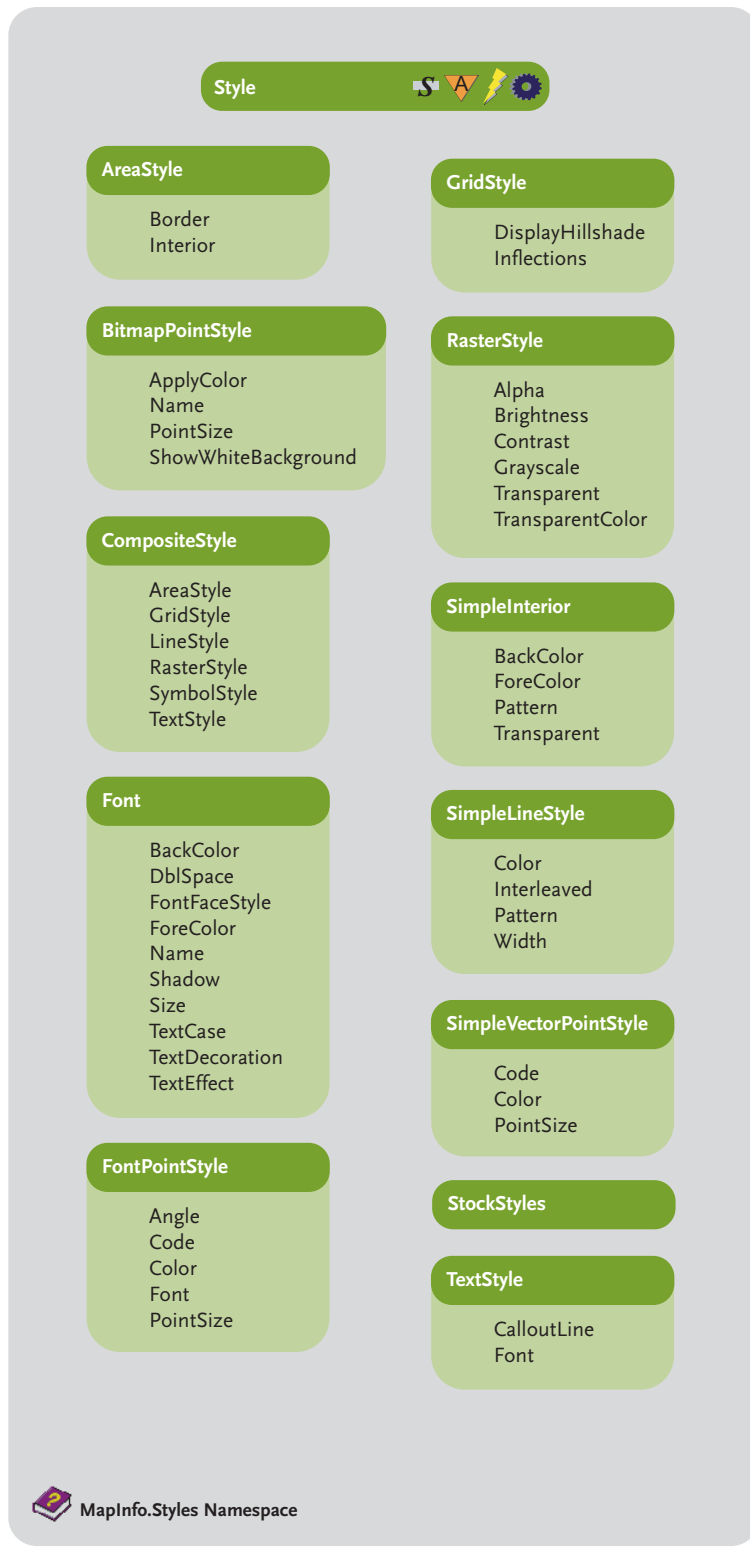 Style
S
A
AreaStyle
Border
Interior
BitmapPointStyle
ApplyColor
Name
PointSize
ShowWhiteBackground
CompositeStyle
AreaStyle
GridStyle
LineStyle
RasterStyle
SymbolStyle
TextStyle
Font
BackColor
DblSpace
FontFaceStyle
ForeColor
Name
Shadow
Size
TextCase
TextDecoration
TextEffect
FontPointStyle
Angle
Code
Color
Font
PointSize
GridStyle
DisplayHillshade
Inflections
RasterStyle
Alpha
Brightness
Contrast
Grayscale
Transparent
TransparentColor
SimpleInterior
BackColor
ForeColor
Pattern
Transparent
SimpleLineStyle
Color
Interleaved
Pattern
Width
SimpleVectorPointStyle
Code
Color
PointSize
StockStyles
TextStyle
CalloutLine
Font
?
MapInfo.Styles Namespace